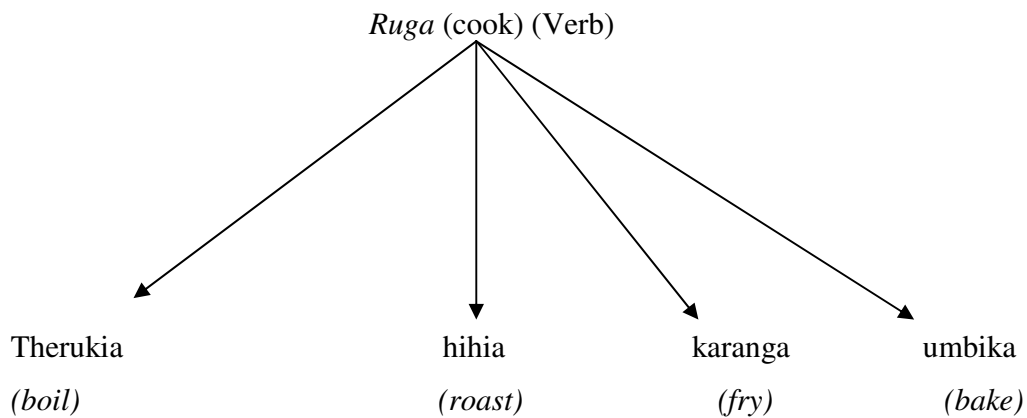 Ruga (cook) (Verb)
Therukia hihia karanga umbika
(boil) (roast) (fry) (bake)